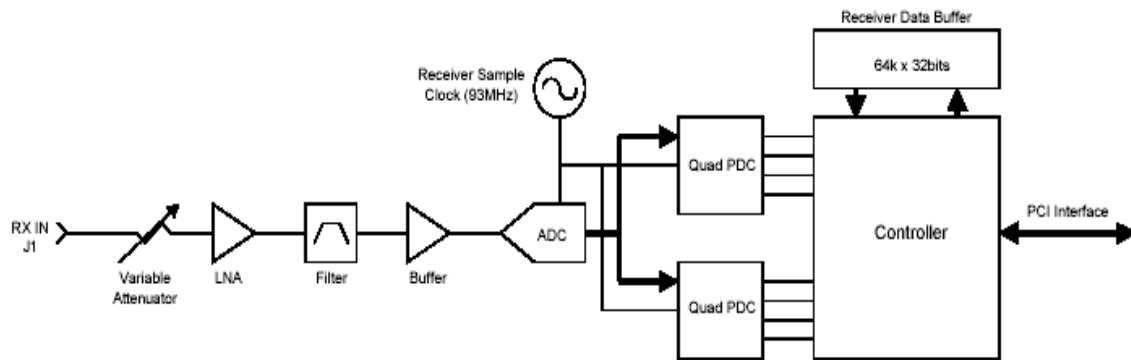 Receiver Data Buffer
64k x 32bits
Receiver Sample
Clock (93MHz)
Quad PDC
RX IN
J1
Variable
Attenuator
LNA
Filter
Buffer
ADC
Controller
PCI Interface
Quad PDC